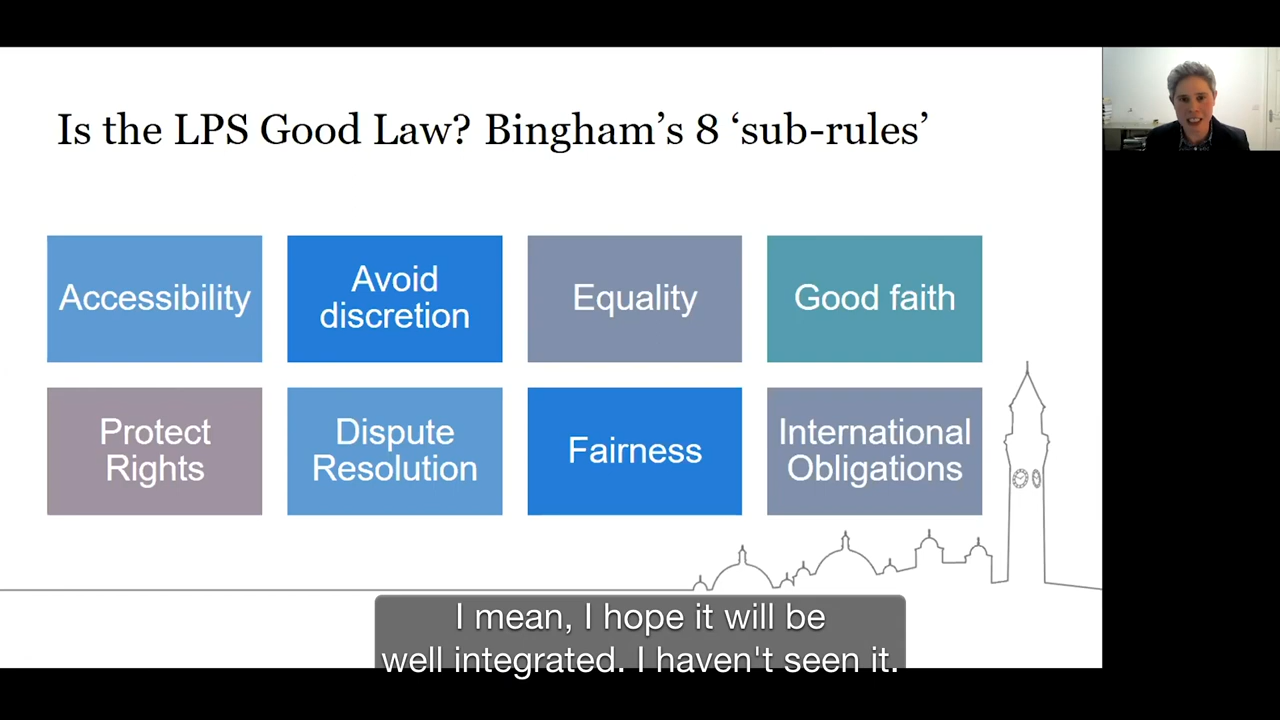 Is the LPS Good Law? Bingham’s 8 ‘sub-rules’
Accessibility
Avoid
discretion
Equality
Good faith
Protect
Rights
Dispute
Resolution
Fairness
International
Obligations
I mean, I hope it will be
well integrated. I haven't seen it.